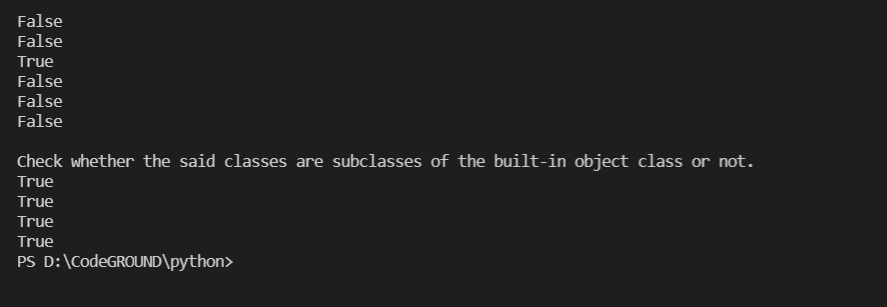 False
False
True
False
False
False
Check whether the said classes are subclasses of the built-in object class or not.
True
True
True
True
PS D:\CodeGROUND\python>